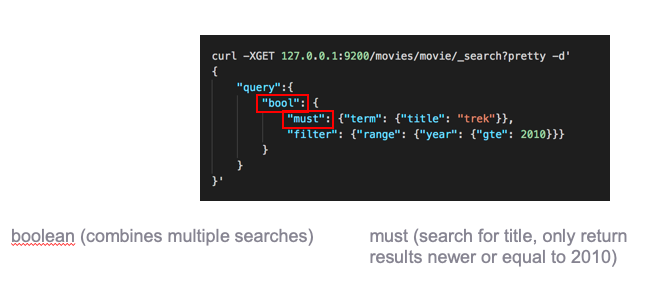 curl -XGET 127.0.0.1:9200/movies/movie/_search?pretty -d'
{
    "query":{
        "bool": {
            "must": {"term": {"title": "trek"}},
            "filter": {"range": {"year": {"gte": 2010}}}
        }
    }
}'
boolean (combines multiple searches)
must (search for title, only return
results newer or equal to 2010)